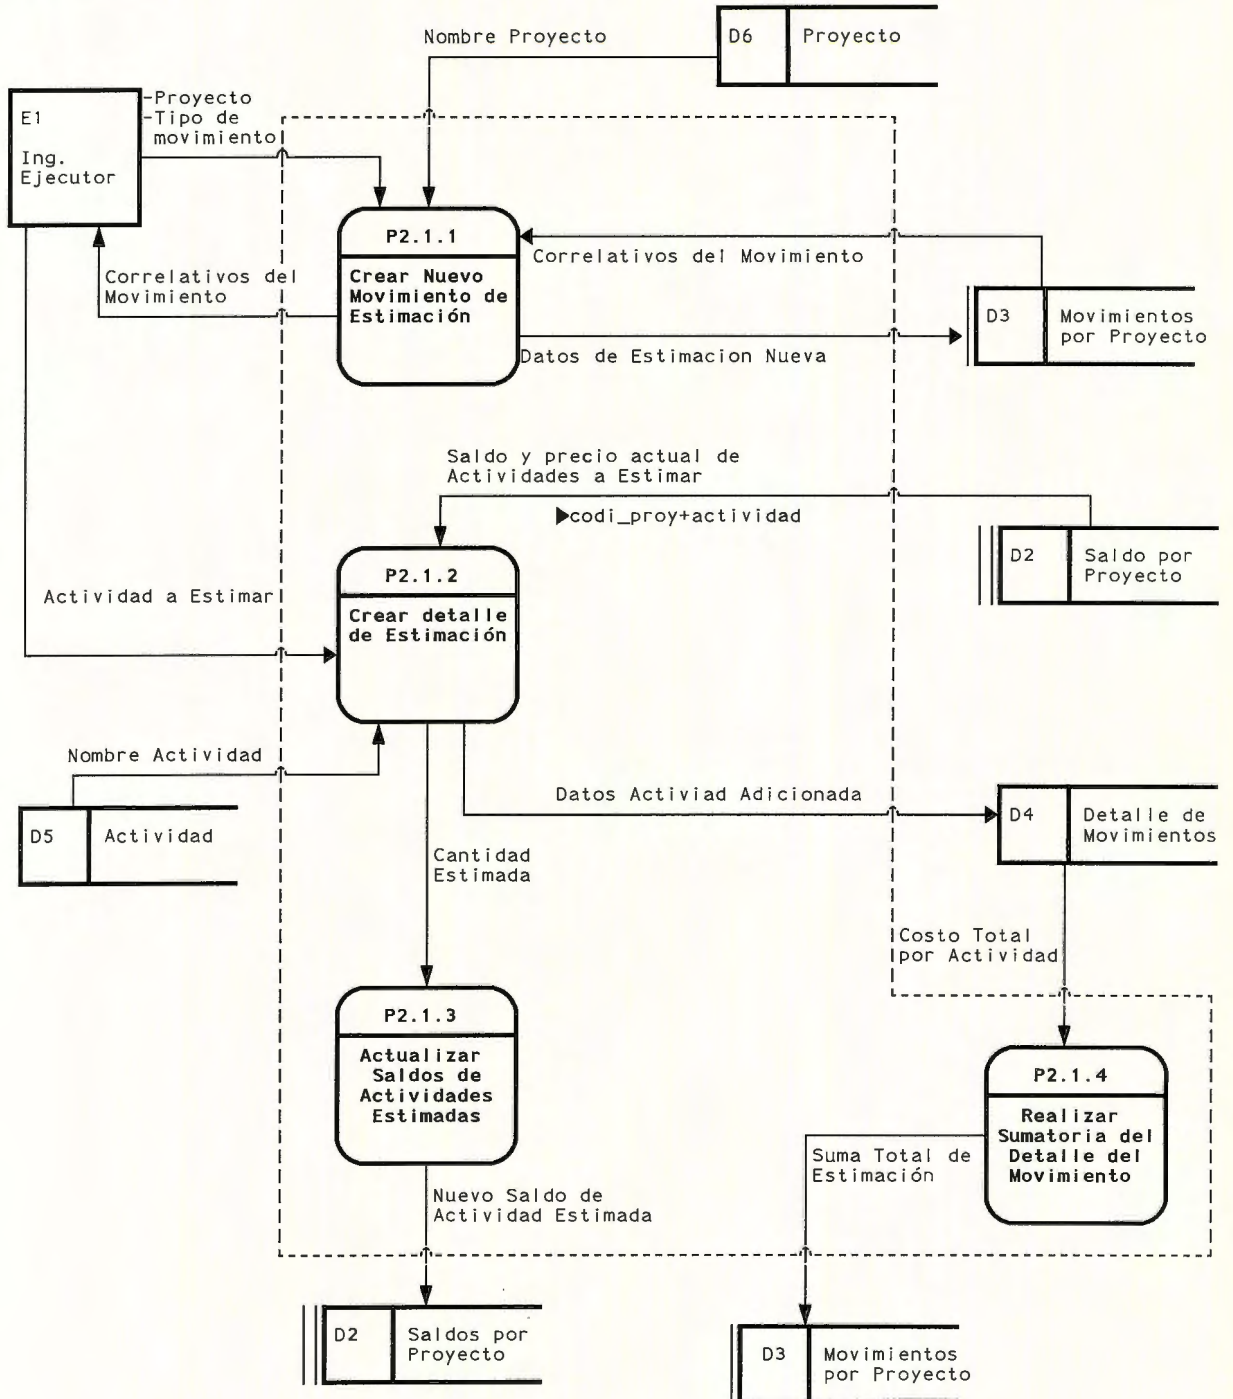 Nombre Proyecto
D6
Proyecto
E1
Ing.
Ejecutor
-Proyecto
-Tipo de
movimiento
P2.1.1
Crear Nuevo
Movimiento de
Estimación
Correlativos del
Movimiento
Correlativos del Movimiento
Datos de Estimacion Nueva
D3
Movimientos
por Proyecto
Saldo y precio actual de
Actividades a Estimar
▶codi_proy+actividad
D2
Saldo por
Proyecto
P2.1.2
Crear detalle
de Estimación
Actividad a Estimar
Nombre Actividad
D5
Actividad
Datos Activiad Adicionada
D4
Detalle de
Movimientos
Cantidad
Estimada
Costo Total
por Actividad
P2.1.3
Actualizar
Saldos de
Actividades
Estimadas
P2.1.4
Realizar
Sumatoria del
Detalle del
Movimiento
Suma Total de
Estimación
Nuevo Saldo de
Actividad Estimada
D2
Saldos por
Proyecto
D3
Movimientos
por Proyecto